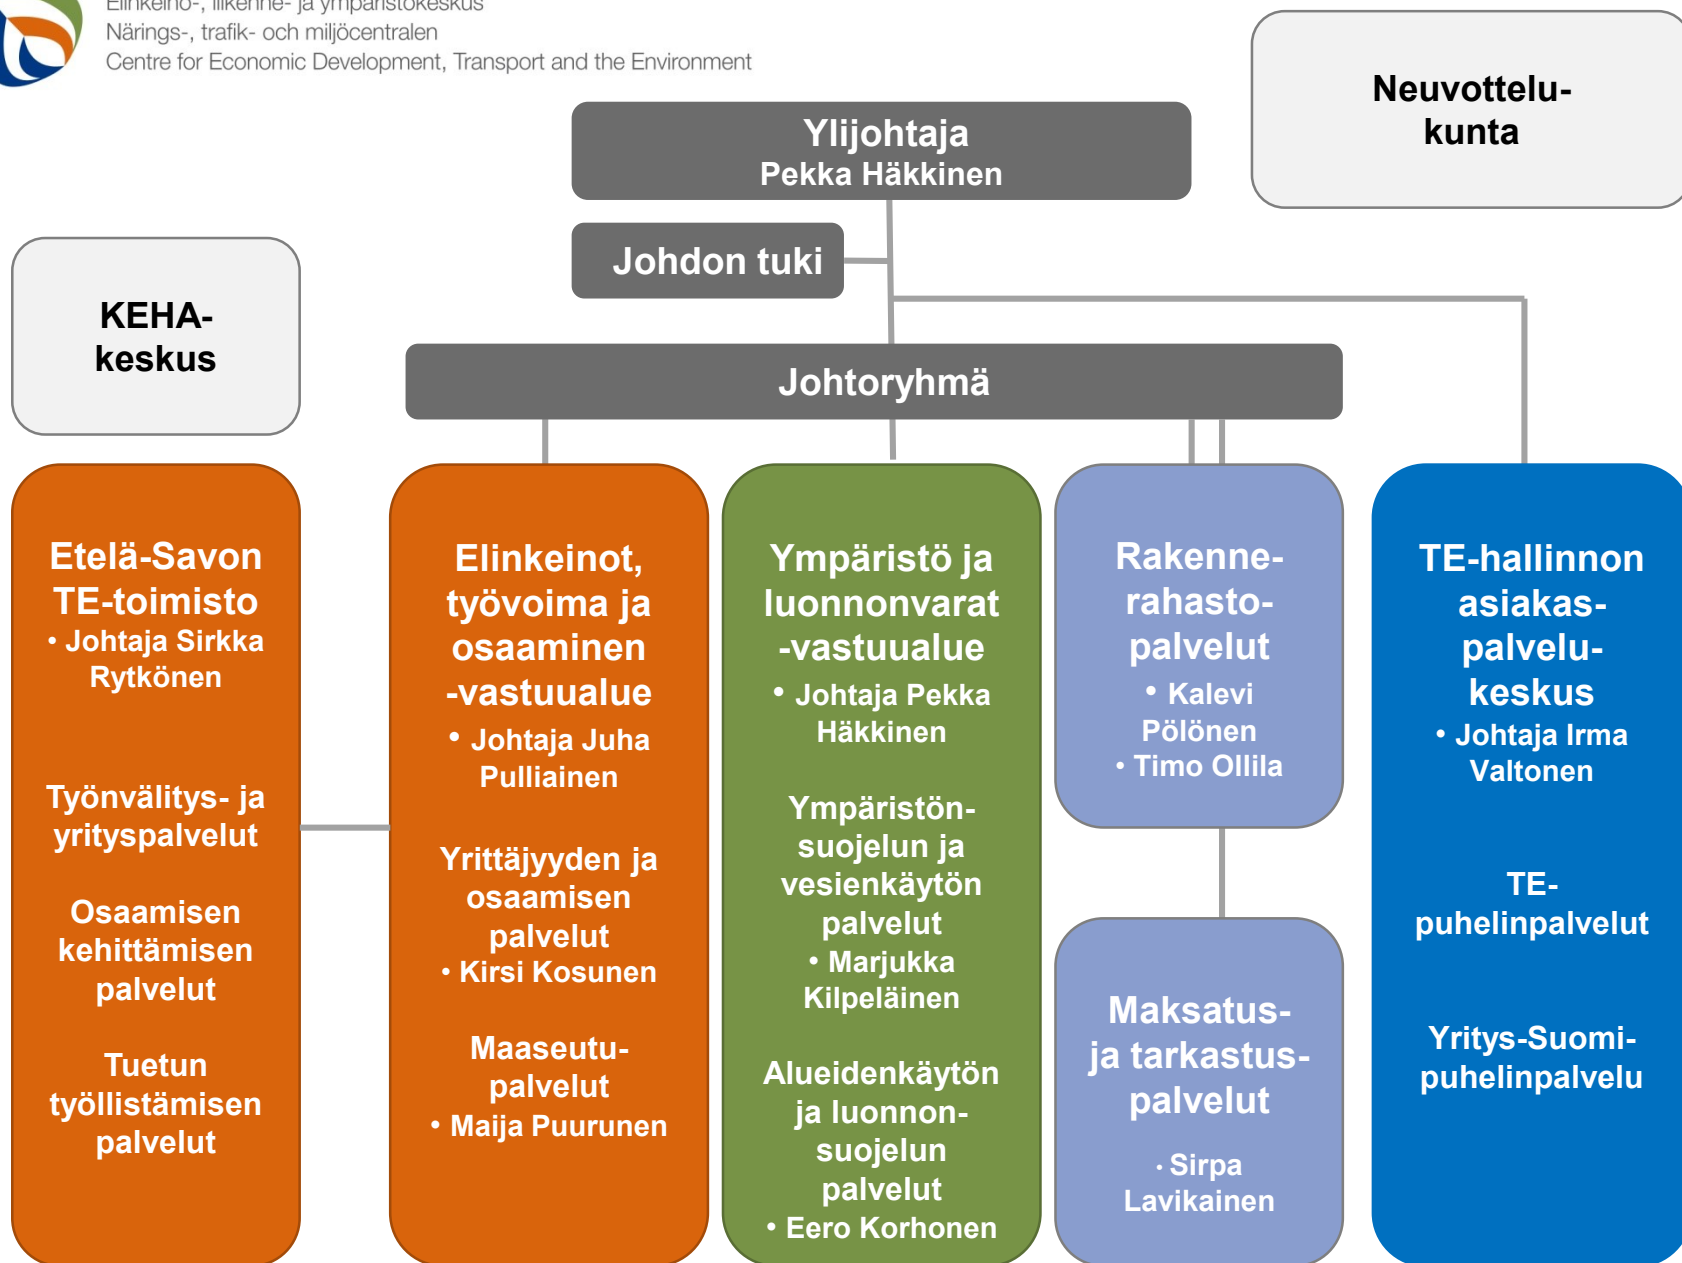 Elinkeino-, liikenne- ja ympäristökeskus
Närings-, trafik- och miljöcentralen
Centre for Economic Development, Transport and the Environment
Neuvottelu-
kunta
Ylijohtaja
Pekka Häkkinen
Johdon tuki
KEHA-
keskus
Johtoryhmä
Etelä-Savon
TE-toimisto
• Johtaja Sirkka
Rytkönen
Työnvälitys- ja
yrityspalvelut
Osaamisen
kehittämisen
palvelut
Tuetun
työllistämisen
palvelut
Elinkeinot,
työvoima ja
osaaminen
-vastuualue
• Johtaja Juha
Pulliainen
Yrittäjyyden ja
osaamisen
palvelut
• Kirsi Kosunen
Maaseutu-
palvelut
• Maija Puurunen
Ympäristö ja
luonnonvarat
-vastuualue
• Johtaja Pekka
Häkkinen
Ympäristön-
suojelun ja
vesienkäytön
palvelut
• Marjukka
Kilpeläinen
Alueidenkäytön
ja luonnon-
suojelun
palvelut
• Eero Korhonen
Rakenne-
rahasto-
palvelut
• Kalevi
Pölönen
• Timo Ollila
Maksatus-
ja tarkastus-
palvelut
• Sirpa
Lavikainen
TE-hallinnon
asiakas-
palvelu-
keskus
• Johtaja Irma
Valtonen
TE-
puhelinpalvelut
Yritys-Suomi-
puhelinpalvelu